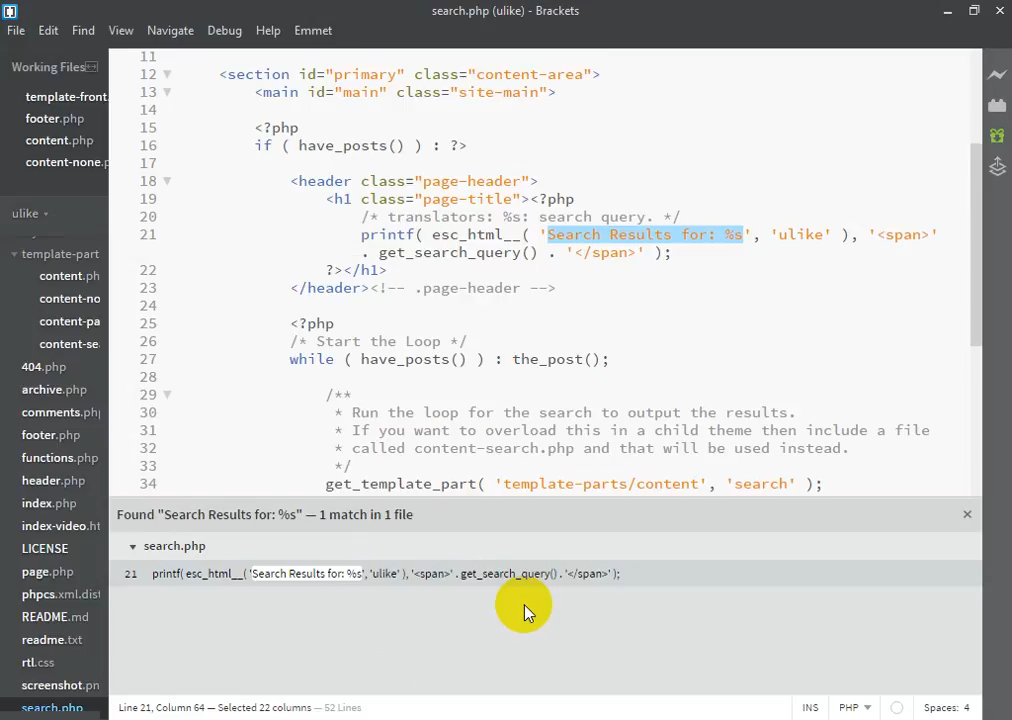 search.php (ulike) - Brackets
File Edit Find View Navigate Debug Help Emmet
Working Files
template-front.
footer.php
content.php
content-none.p
ulike
template-part
content.ph
content-no
content-pa
content-se
404.php
archive.php
comments.php
footer.php
functions.php
header.php
index.php
index-video.ht
LICENSE
page.php
phpcs.xml.dist
README.md
readme.txt
rtl.css
screenshot.pn
search.php
11
12 <section id="primary" class="content-area">
13 <main id="main" class="site-main">
14
15 <?php
16 if ( have_posts() ) : ?>
17
18 <header class="page-header">
19 <h1 class="page-title"><?php
20 /* translators: %s: search query. */
21 printf( esc_html__( 'Search Results for: %s', 'ulike' ), '<span>'
. get_search_query() . '</span>' );
22 ?></h1>
23 </header><!-- .page-header -->
24
25 <?php
26 /* Start the Loop */
27 while ( have_posts() ) : the_post();
28
29 /**
30 * Run the loop for the search to output the results.
31 * If you want to overload this in a child theme then include a file
32 * called content-search.php and that will be used instead.
33 */
34 get_template_part( 'template-parts/content', 'search' );
Found "Search Results for: %s" — 1 match in 1 file
search.php
21 printf( esc_html__( 'Search Results for: %s', 'ulike' ), '<span>' . get_search_query() . '</span>' );
Line 21, Column 64 — Selected 22 columns — 52 Lines
INS PHP Spaces: 4